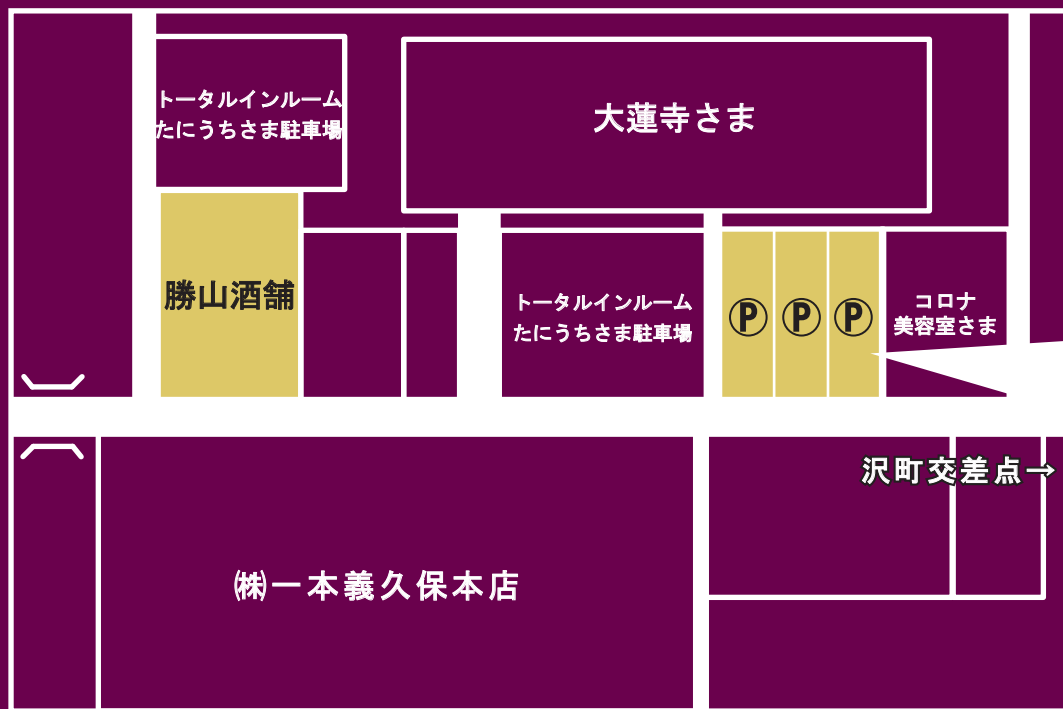 トータルインルーム
たにうちさま駐車場
大蓮寺さま
勝山酒舗
トータルインルーム
たにうちさま駐車場
Ⓟ Ⓟ Ⓟ
コロナ
美容室さま
沢町交差点→
㈱一本義久保本店